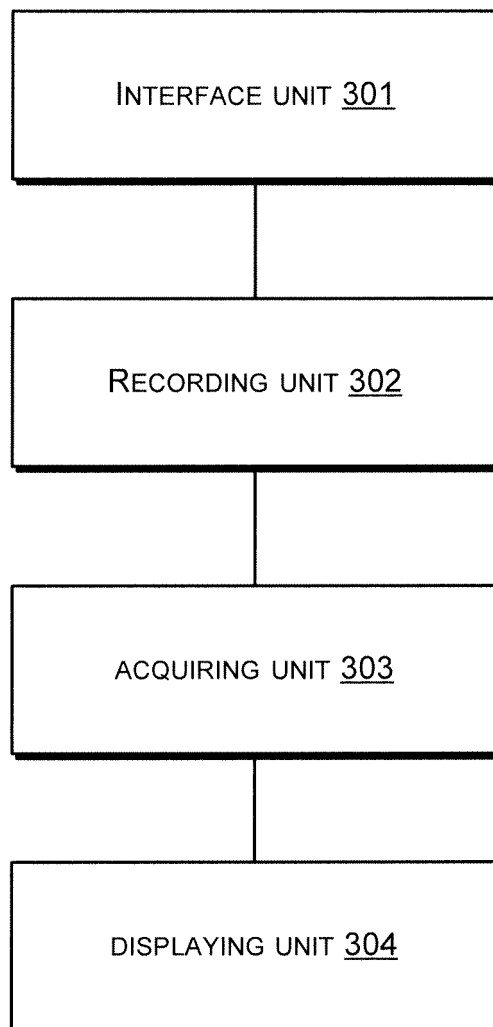 INTERFACE UNIT 301
RECORDING UNIT 302
ACQUIRING UNIT 303
DISPLAYING UNIT 304